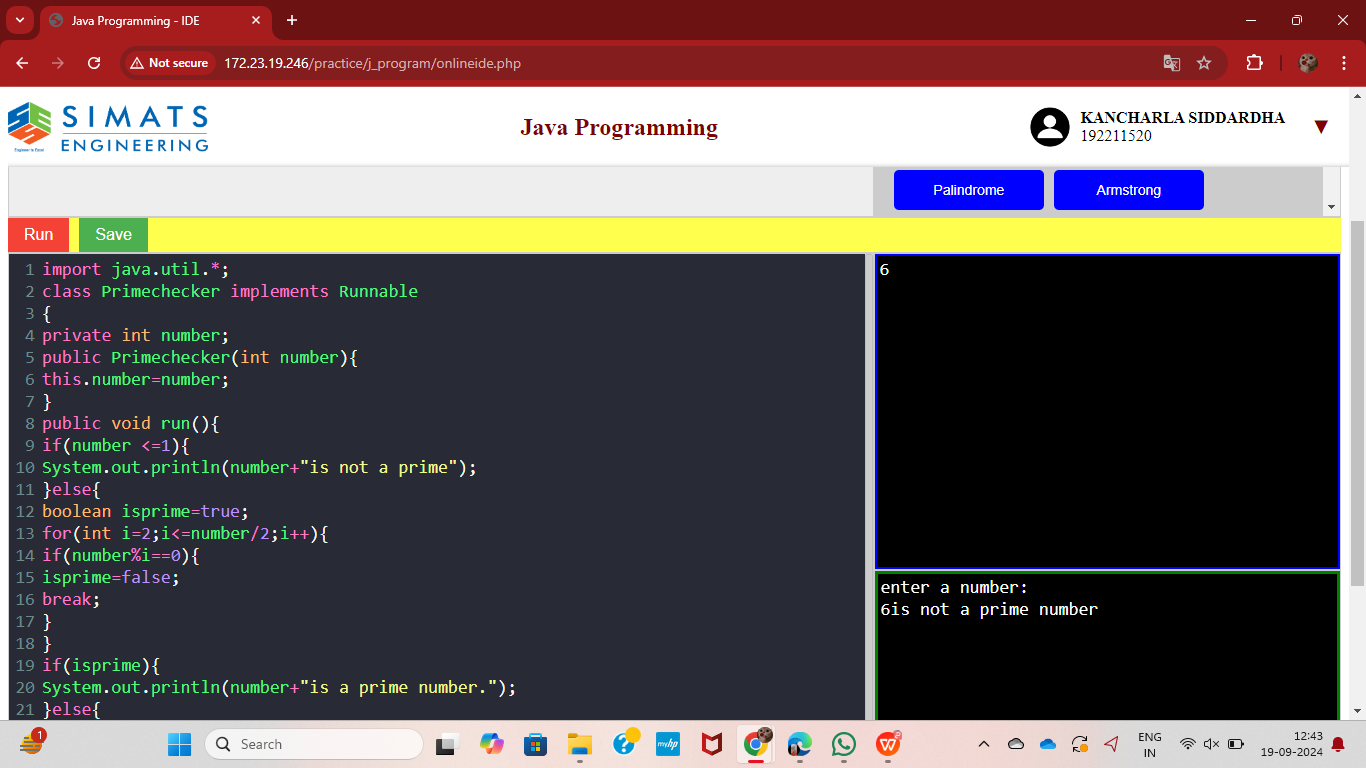 Java Programming - IDE
Not secure
172.23.19.246/practice/j_program/onlineide.php
SIMATS
ENGINEERING
Engineer to Excel
Java Programming
KANCHARLA SIDDARDHA
192211520
Palindrome
Armstrong
Run
Save
1 import java.util.*;
2 class Primechecker implements Runnable
3 {
4 private int number;
5 public Primechecker(int number){
6 this.number=number;
7 }
8 public void run(){
9 if(number <=1){
10 System.out.println(number+"is not a prime");
11 }else{
12 boolean isprime=true;
13 for(int i=2;i<=number/2;i++){
14 if(number%i==0){
15 isprime=false;
16 break;
17 }
18 }
19 if(isprime){
20 System.out.println(number+"is a prime number.");
21 }else{
6
enter a number:
6is not a prime number
1
Search
myhp
ENG
IN
12:43
19-09-2024